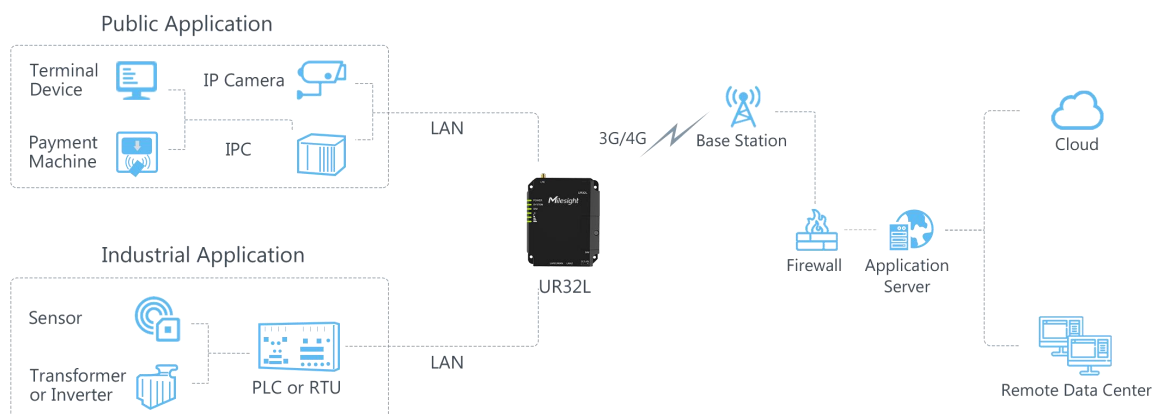 Public Application
Terminal
Device
IP Camera
Payment
Machine
IPC
LAN
3G/4G
Base Station
Cloud
Milesight
UR32L
Firewall
Application
Server
Industrial Application
Sensor
Transformer
or Inverter
PLC or RTU
LAN
Remote Data Center